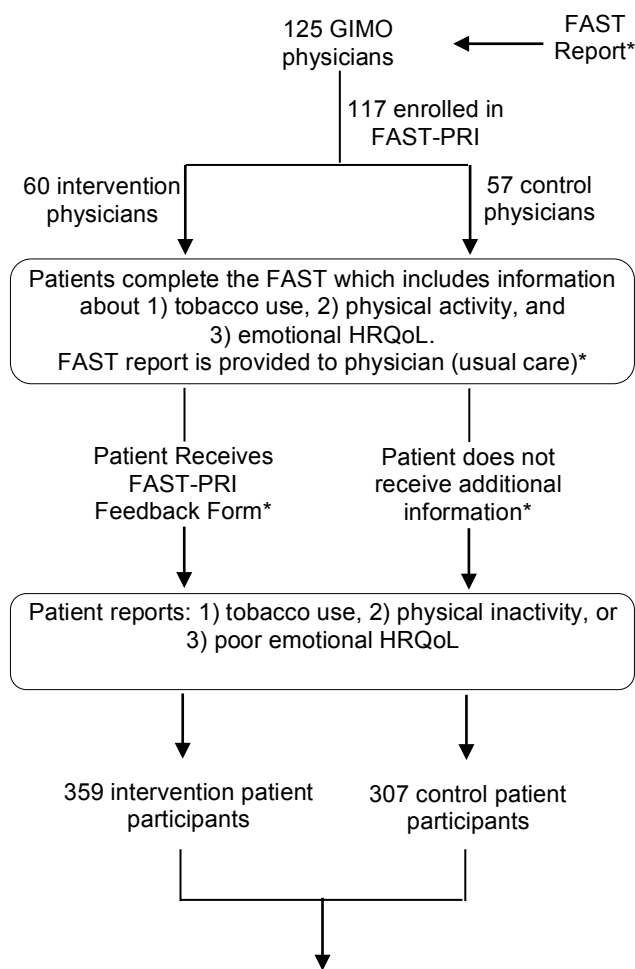 125 GIMO
physicians
FAST
Report*
117 enrolled in
FAST-PRI
60 intervention
physicians
57 control
physicians
Patients complete the FAST which includes information
about 1) tobacco use, 2) physical activity, and
3) emotional HRQoL.
FAST report is provided to physician (usual care)*
Patient Receives
FAST-PRI
Feedback Form*
Patient does not
receive additional
information*
Patient reports: 1) tobacco use, 2) physical inactivity, or
3) poor emotional HRQoL
359 intervention patient
participants
307 control patient
participants